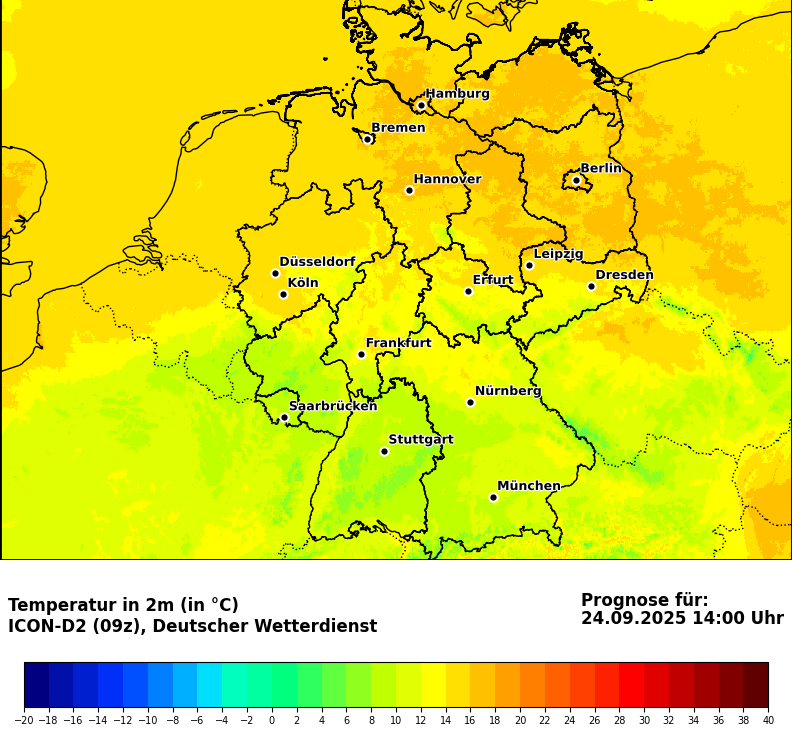 Hamburg
Bremen
Berlin
Hannover
Düsseldorf
Leipzig
Köln
Erfurt
Dresden
Frankfurt
Nürnberg
Saarbrücken
Stuttgart
München
Temperatur in 2m (in °C)
ICON-D2 (09z), Deutscher Wetterdienst
Prognose für:
24.09.2025 14:00 Uhr
−20 −18 −16 −14 −12 −10 −8 −6 −4 −2 0 2 4 6 8 10 12 14 16 18 20 22 24 26 28 30 32 34 36 38 40